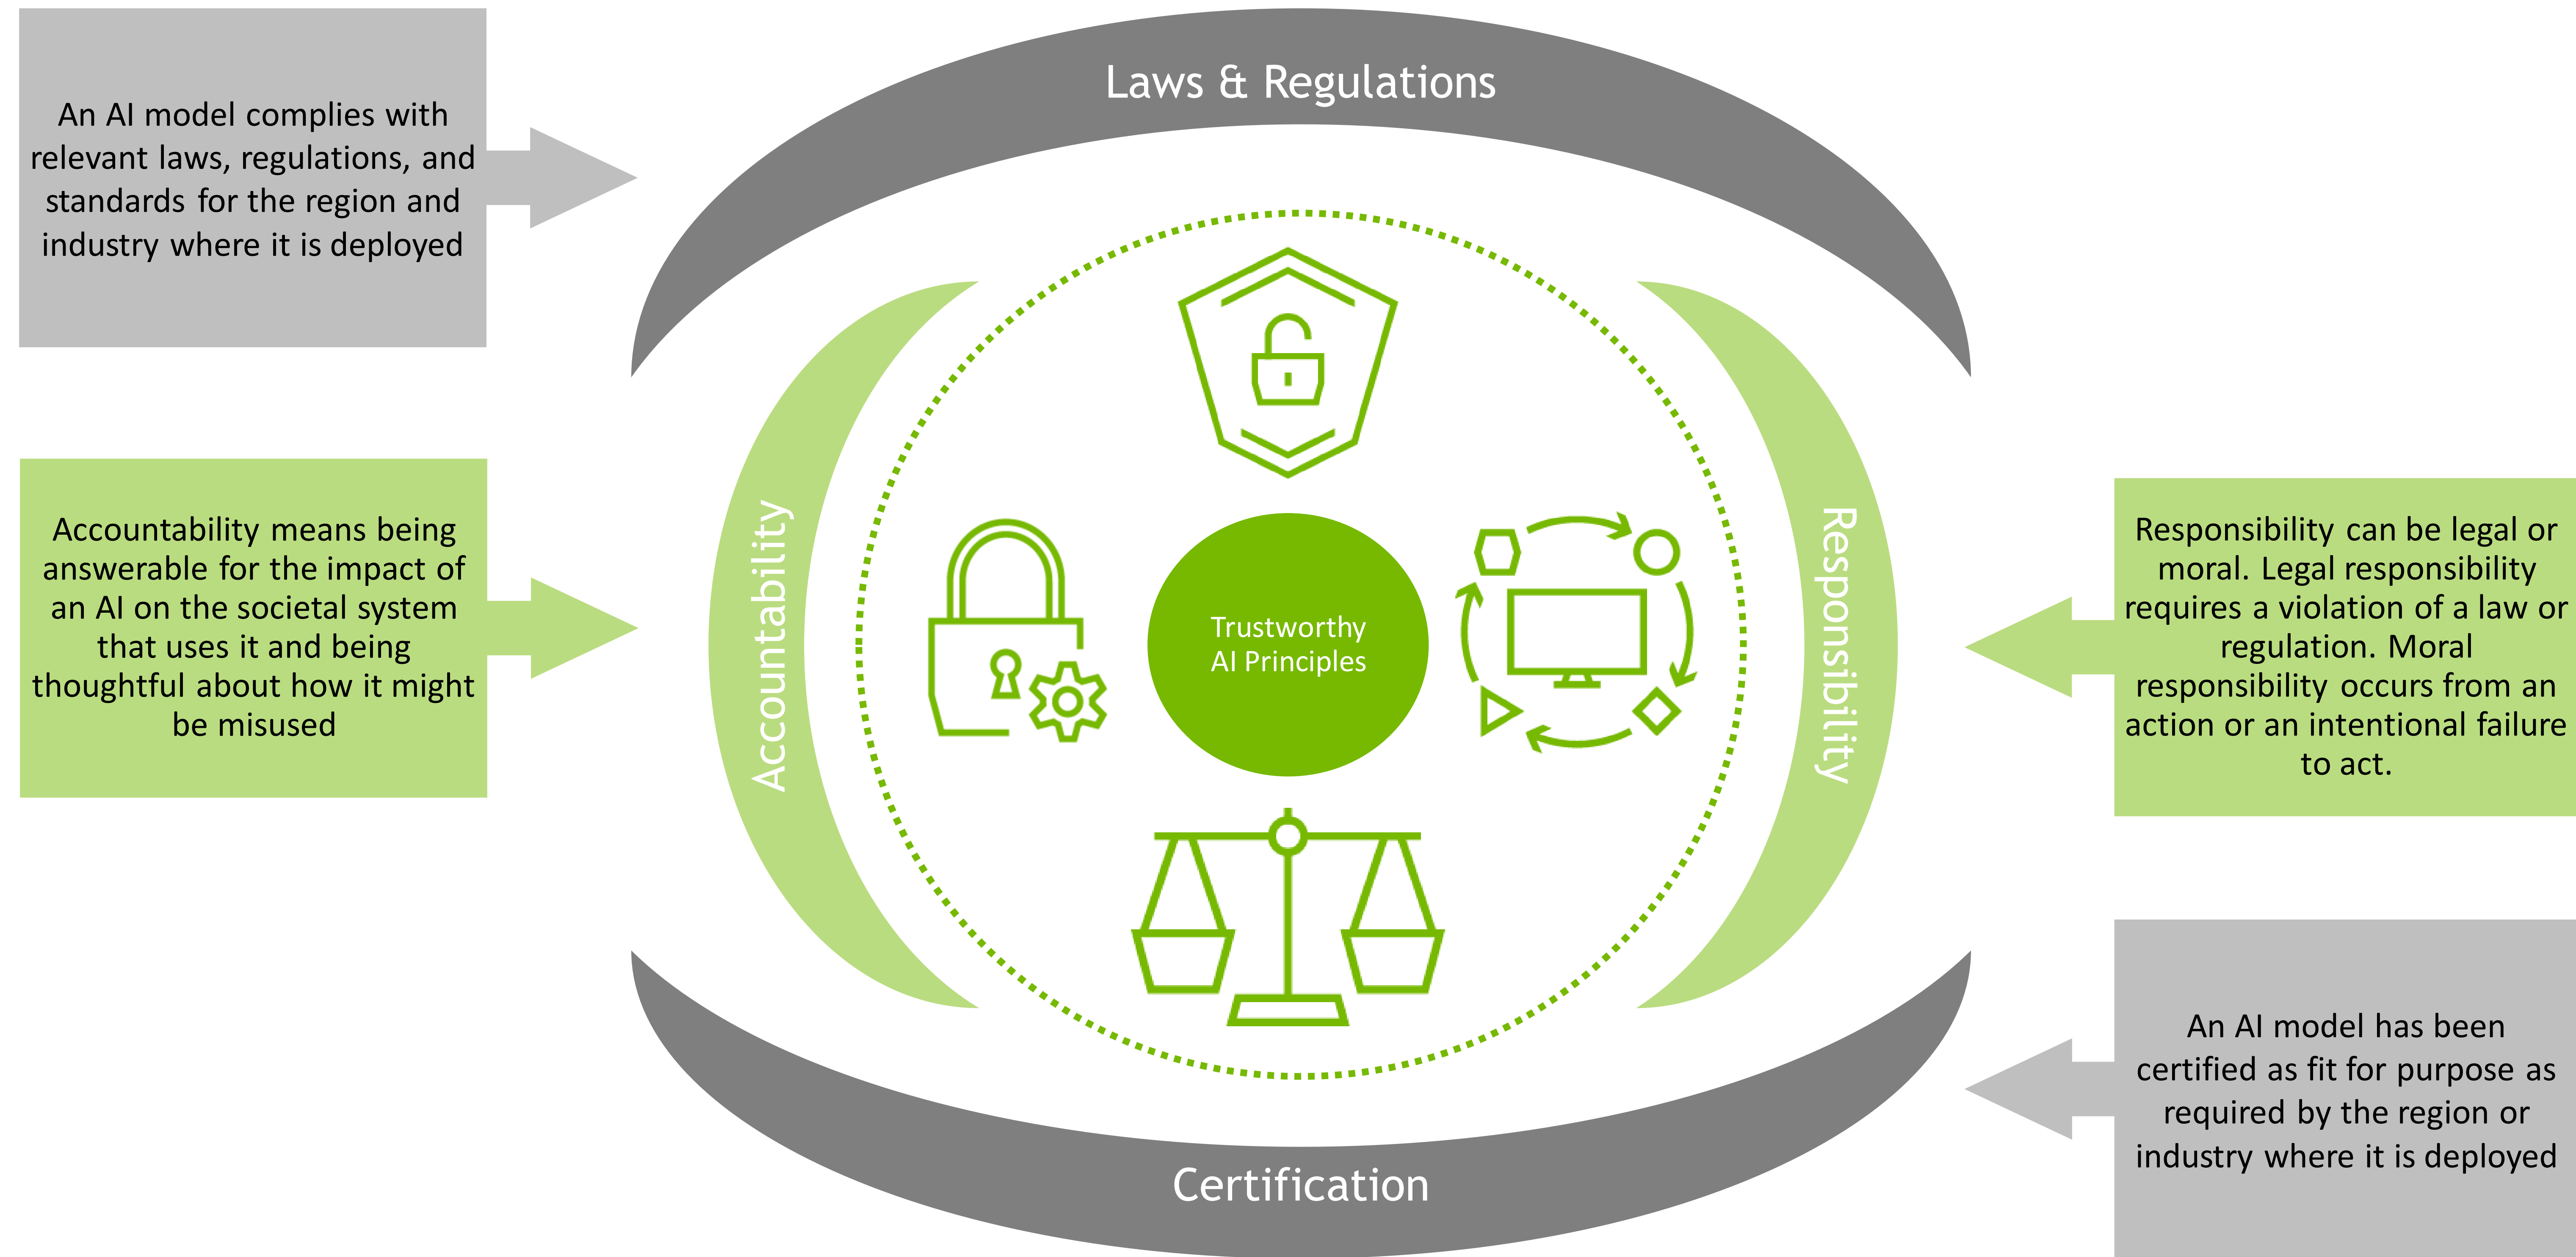 Laws & Regulations
An AI model complies with
relevant laws, regulations, and
standards for the region and
industry where it is deployed
Accountability means being
answerable for the impact of
an AI on the societal system
that uses it and being
thoughtful about how it might
be misused
Accountability
Trustworthy
AI Principles
Responsibility
Responsibility can be legal or
moral. Legal responsibility
requires a violation of a law or
regulation. Moral
responsibility occurs from an
action or an intentional failure
to act.
An AI model has been
certified as fit for purpose as
required by the region or
industry where it is deployed
Certification